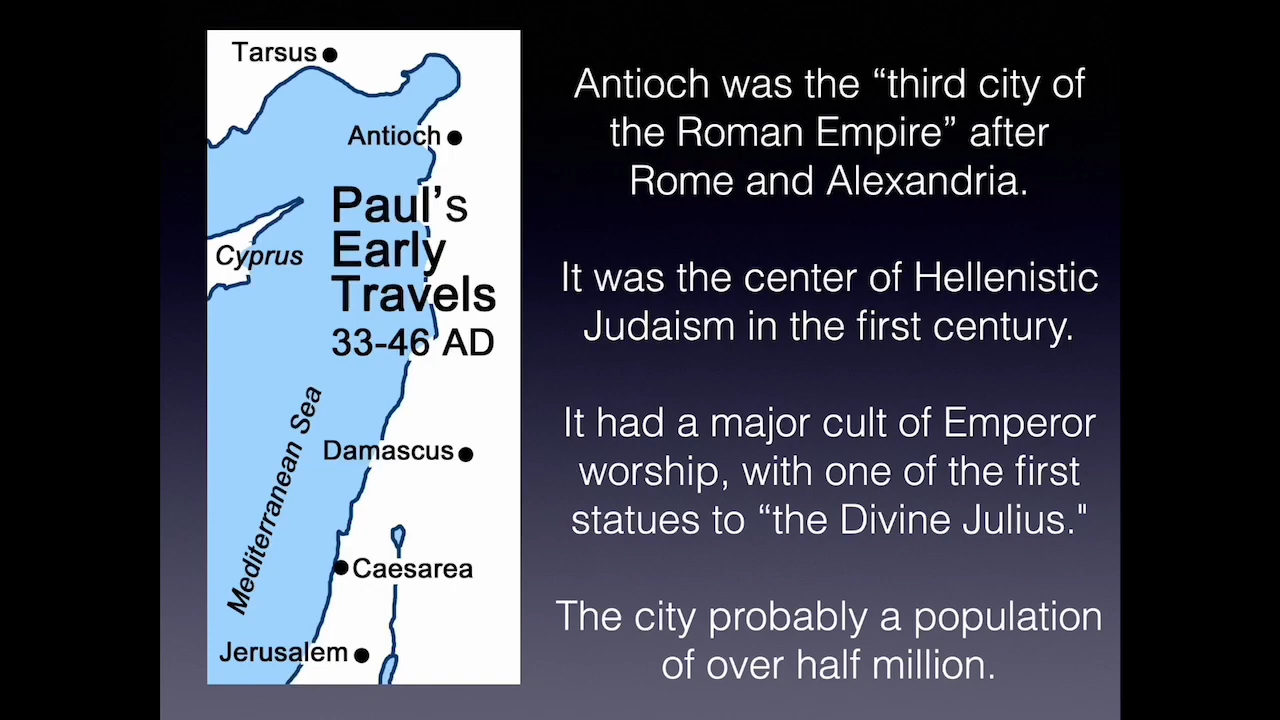 Tarsus
Antioch
Paul’s
Early
Travels
33-46 AD
Cyprus
Mediterranean Sea
Damascus
Caesarea
Jerusalem
Antioch was the “third city of
the Roman Empire” after
Rome and Alexandria.
It was the center of Hellenistic
Judaism in the first century.
It had a major cult of Emperor
worship, with one of the first
statues to “the Divine Julius."
The city probably a population
of over half million.